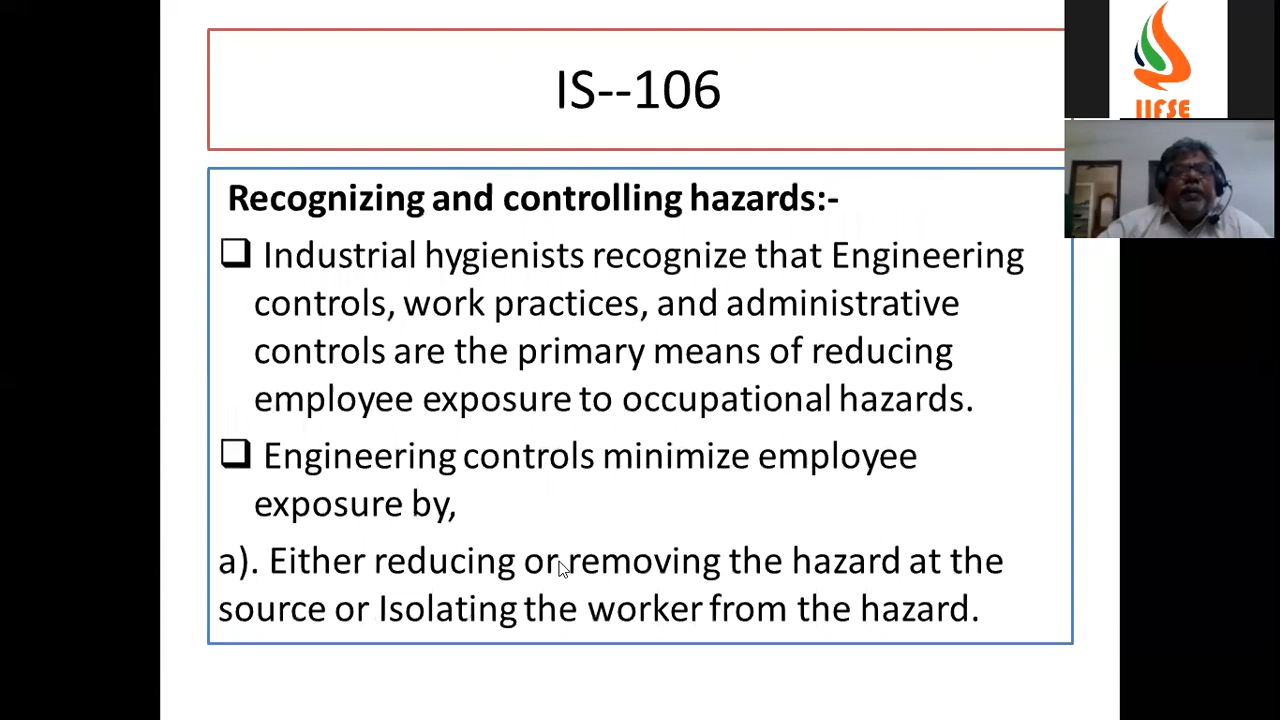 IS--106
IIFSE
Recognizing and controlling hazards:-
Industrial hygienists recognize that Engineering
controls, work practices, and administrative
controls are the primary means of reducing
employee exposure to occupational hazards.
Engineering controls minimize employee
exposure by,
a). Either reducing or removing the hazard at the
source or Isolating the worker from the hazard.